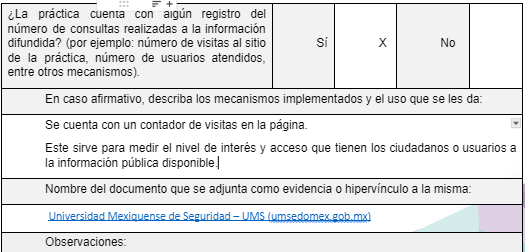 ¿La práctica cuenta con algún registro del
número de consultas realizadas a la información
difundida? (por ejemplo: número de visitas al sitio
de la práctica, número de usuarios atendidos,
entre otros mecanismos).
Sí
X
No
En caso afirmativo, describa los mecanismos implementados y el uso que se les da:
Se cuenta con un contador de visitas en la página.
Este sirve para medir el nivel de interés y acceso que tienen los ciudadanos o usuarios a
la información pública disponible.
Nombre del documento que se adjunta como evidencia o hipervínculo a la misma:
Universidad Mexiquense de Seguridad – UMS (umsedomex.gob.mx)
Observaciones: